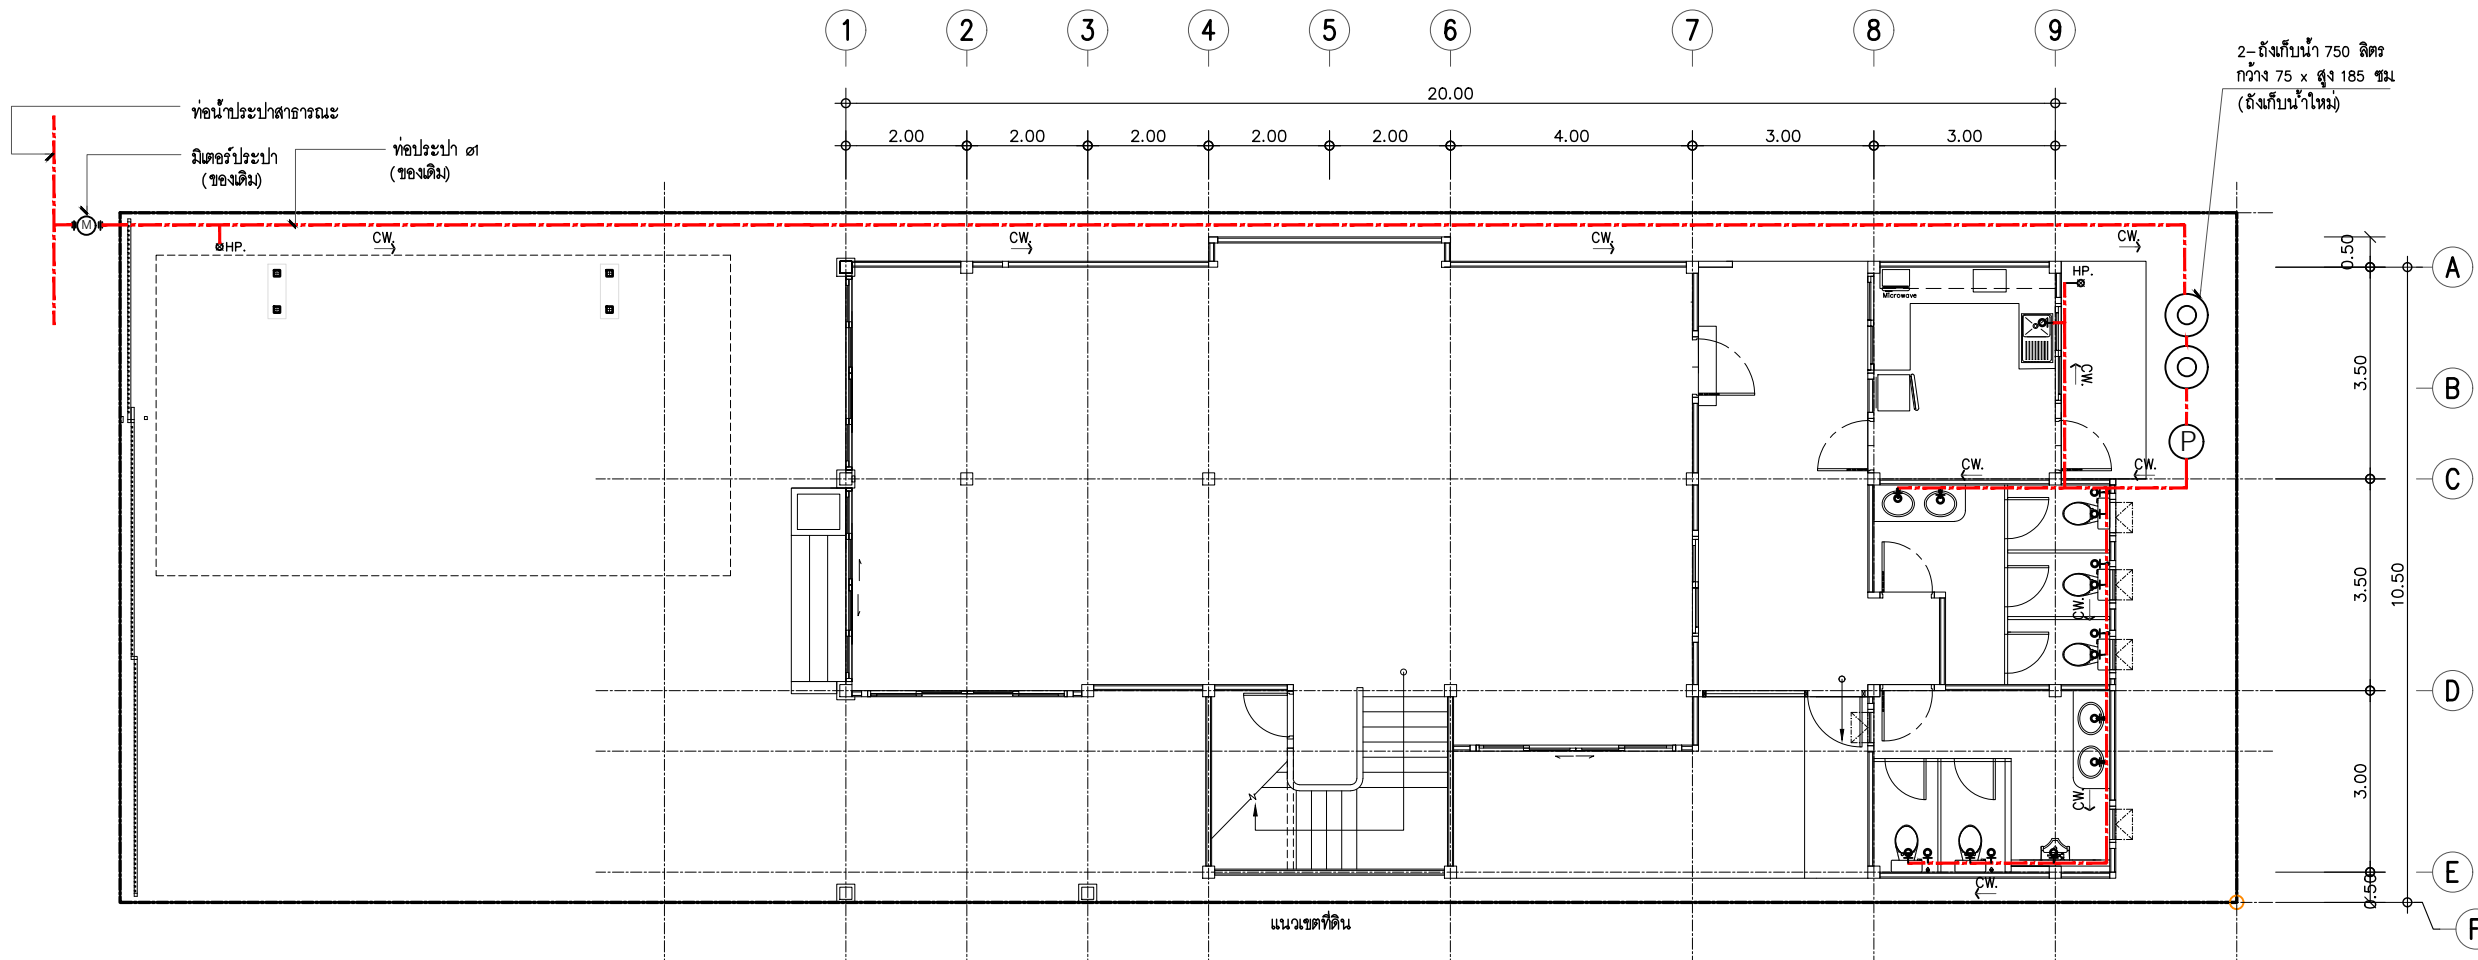 1 2 3 4 5 6 7 8 9
2-ถังเก็บน้ำ 750 ลิตร
กว้าง 75 x สูง 185 ซม.
(ถังเก็บน้ำใหม่)
ท่อน้ำประปาสาธารณะ
มิเตอร์ประปา
(ของเดิม)
ท่อประปา ø1
(ของเดิม)
20.00
2.00 2.00 2.00 2.00 2.00 4.00 3.00 3.00
M
HP.
CW. CW. CW. CW.
0.50
A
HP.
Microwave
CW.
3.50
B
P
CW. CW.
C
3.50
10.50
CW.
D
3.00
CW.
CW.
E
0.50
F
แนวเขตที่ดิน